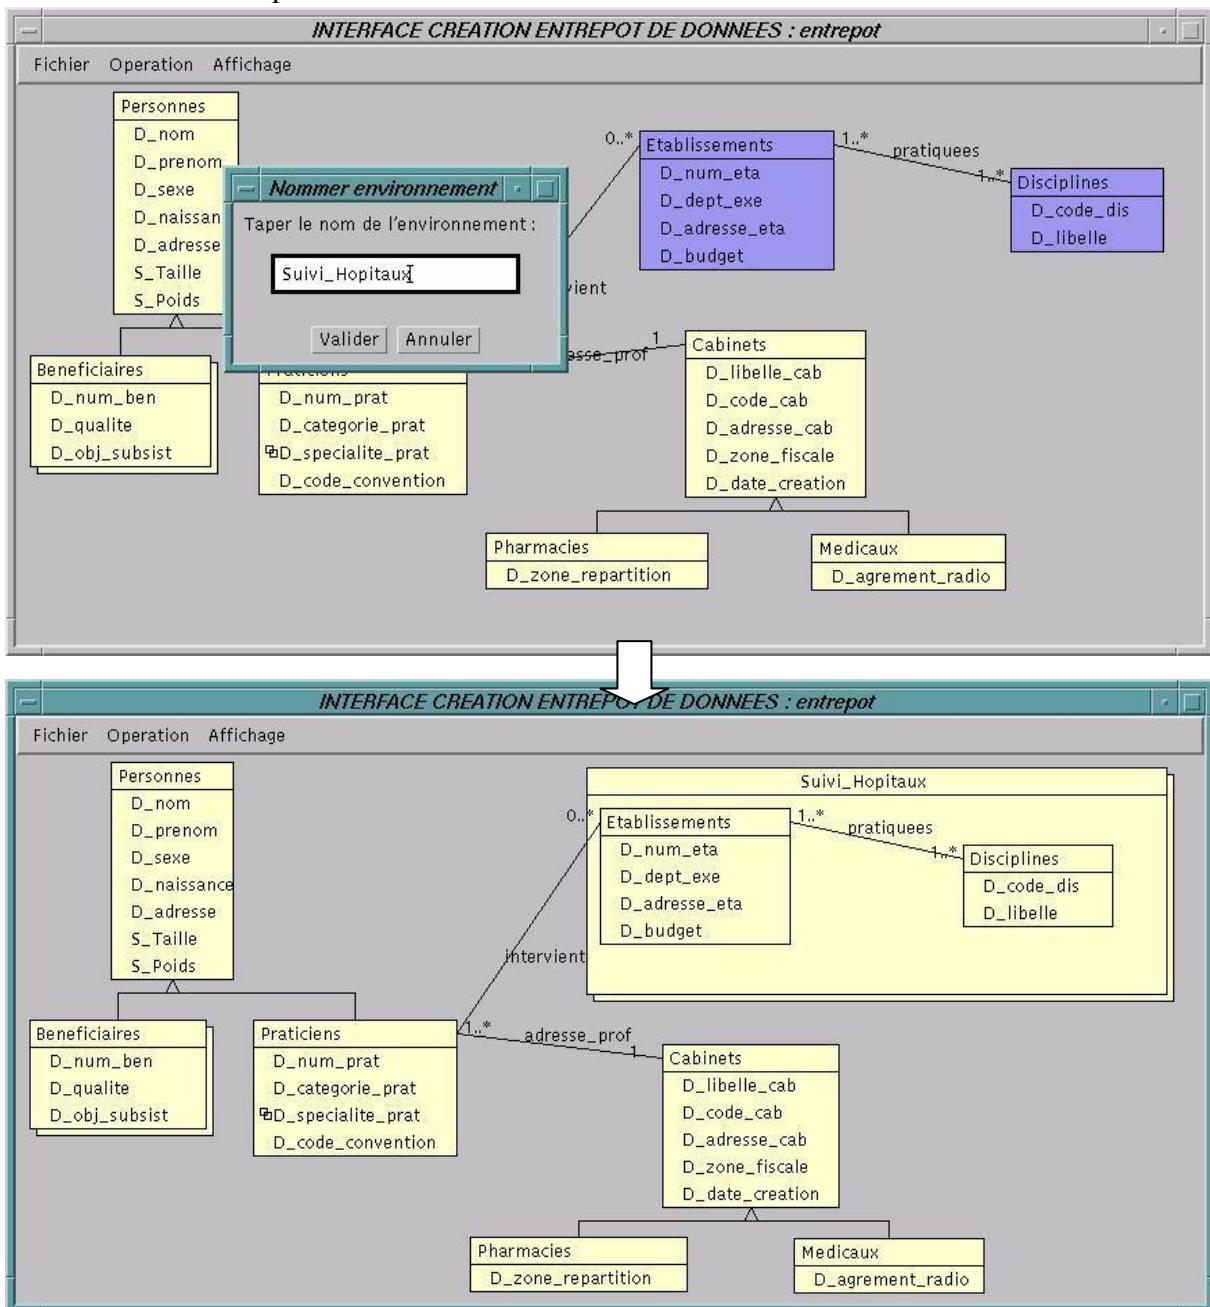 INTERFACE CREATION ENTREPOT DE DONNEES : entrepot
Fichier Operation Affichage
Personnes
D_nom
D_prenom
D_sexe
D_naissan
D_adresse
S_Taille
S_Poids
Nommer environnement
Taper le nom de l'environnement :
Suivi_Hopitaux
Valider Annuler
0..*
Etablissements
D_num_eta
D_dept_exe
D_adresse_eta
D_budget
1..*
pratiquees
1..*
Disciplines
D_code_dis
D_libelle
vient
esse_prof
1
Beneficiaires
D_num_ben
D_qualite
D_obj_subsist
Praticiens
D_num_prat
D_categorie_prat
D_specialite_prat
D_code_convention
Cabinets
D_libelle_cab
D_code_cab
D_adresse_cab
D_zone_fiscale
D_date_creation
Pharmacies
D_zone_repartition
Medicaux
D_agrement_radio
INTERFACE CREATION ENTREPOT DE DONNEES : entrepot
Fichier Operation Affichage
Personnes
D_nom
D_prenom
D_sexe
D_naissance
D_adresse
S_Taille
S_Poids
Suivi_Hopitaux
0..*
Etablissements
D_num_eta
D_dept_exe
D_adresse_eta
D_budget
1..*
pratiquees
1..*
Disciplines
D_code_dis
D_libelle
intervient
Beneficiaires
D_num_ben
D_qualite
D_obj_subsist
Praticiens
D_num_prat
D_categorie_prat
D_specialite_prat
D_code_convention
1..*
adresse_prof
1
Cabinets
D_libelle_cab
D_code_cab
D_adresse_cab
D_zone_fiscale
D_date_creation
Pharmacies
D_zone_repartition
Medicaux
D_agrement_radio